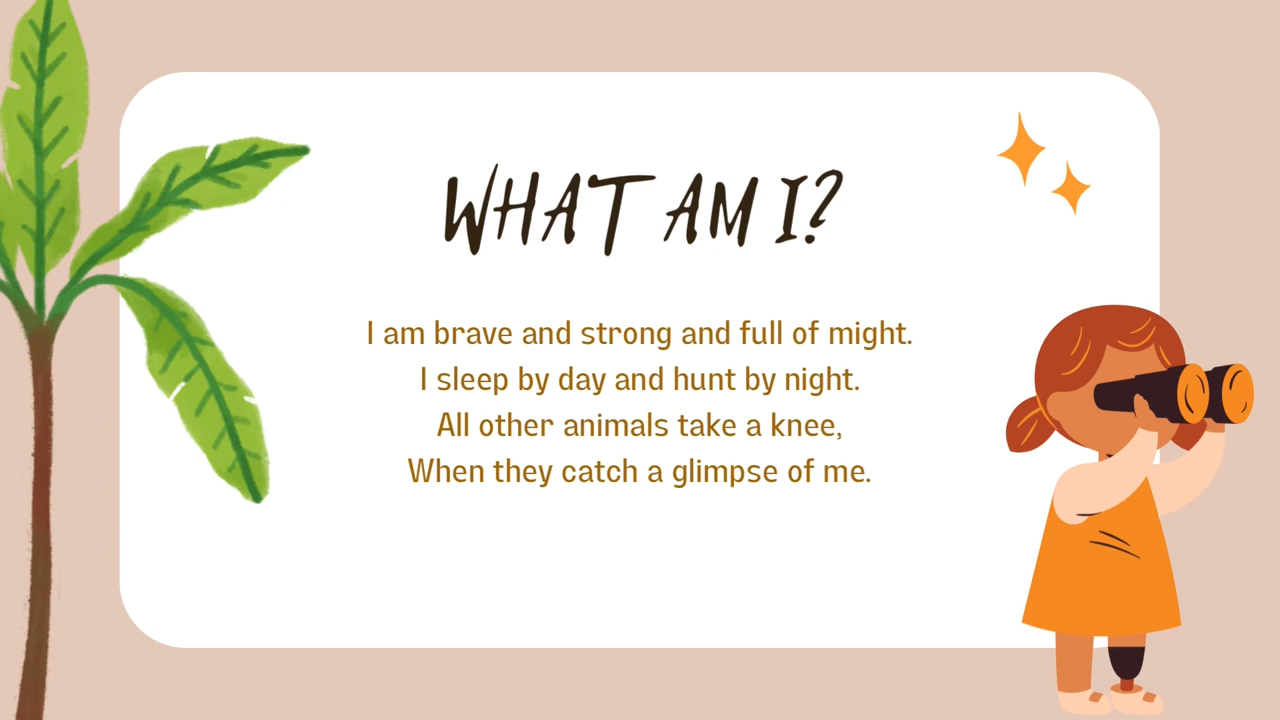 WHAT AM I?
I am brave and strong and full of might.
I sleep by day and hunt by night.
All other animals take a knee,
When they catch a glimpse of me.